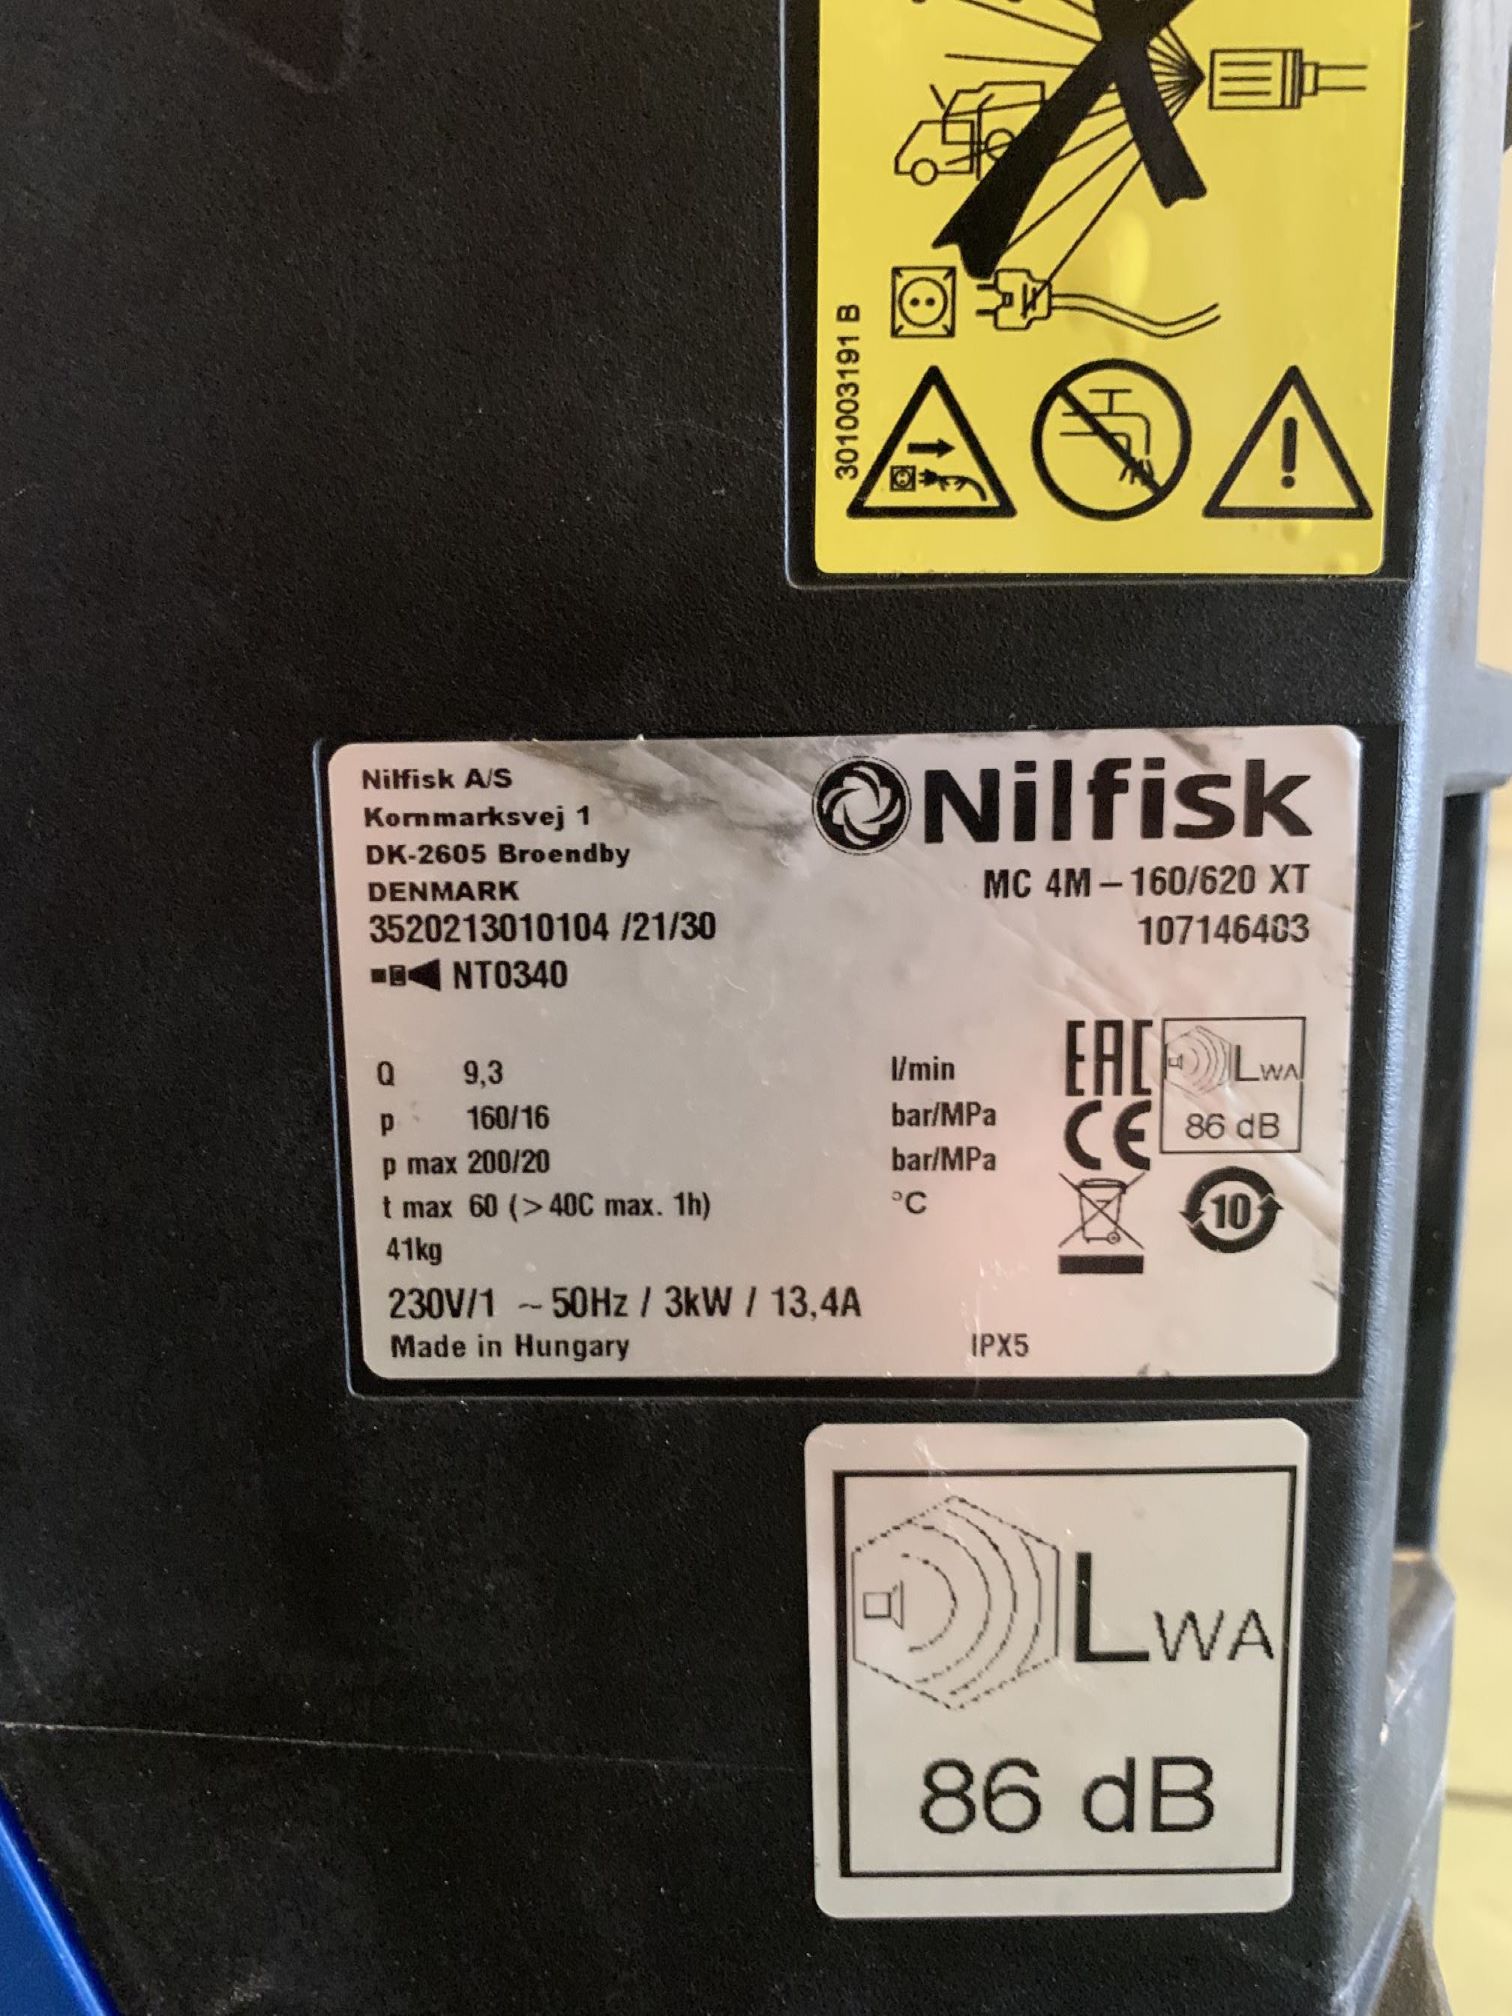 301003191 B
Nilfisk A/S
Kornmarksvej 1
DK-2605 Broendby
DENMARK
3520213010104 /21/30
NT0340
Nilfisk
MC 4M – 160/620 XT
107146403
Q 9,3 l/min
p 160/16 bar/MPa
p max 200/20 bar/MPa
t max 60 (>40C max. 1h) °C
41kg
230V/1 ~ 50Hz / 3kW / 13,4A
Made in Hungary
IPX5
EAC
CE
LWA
86 dB
10
LWA
86 dB